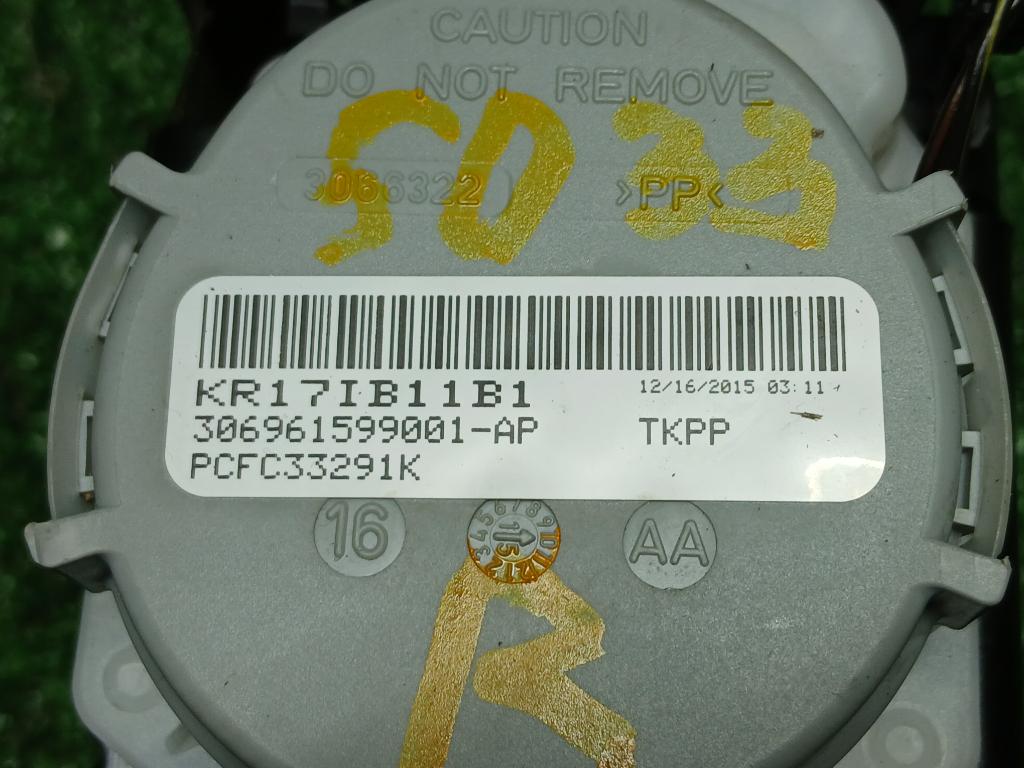 CAUTION
DO NOT REMOVE
SD 33
3066322 >PP<
KR17IB11B1 12/16/2015 03:11
306961599001-AP TKPP
PCFC33291K
16 AA
R